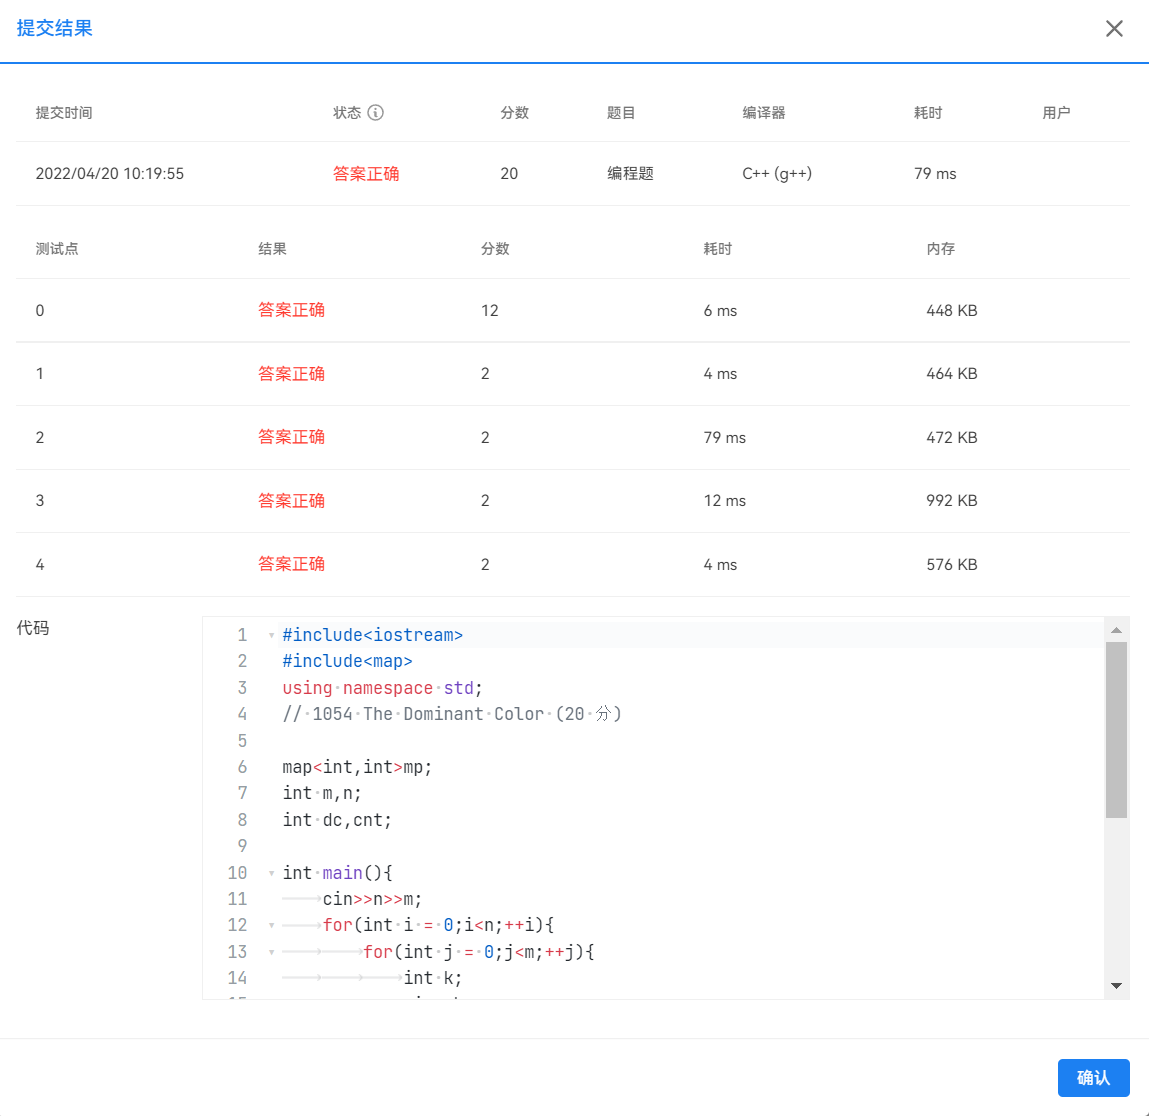 提交结果
提交时间 状态 分数 题目 编译器 耗时 用户
2022/04/20 10:19:55 答案正确 20 编程题 C++ (g++) 79 ms
测试点 结果 分数 耗时 内存
0 答案正确 12 6 ms 448 KB
1 答案正确 2 4 ms 464 KB
2 答案正确 2 79 ms 472 KB
3 答案正确 2 12 ms 992 KB
4 答案正确 2 4 ms 576 KB
代码
1 #include<iostream>
2 #include<map>
3 using namespace std;
4 // 1054 The Dominant Color (20 分)
5
6 map<int,int>mp;
7 int m,n;
8 int dc,cnt;
9
10 int main(){
11 cin>>n>>m;
12 for(int i = 0;i<n;++i){
13 for(int j = 0;j<m;++j){
14 int k;
确认